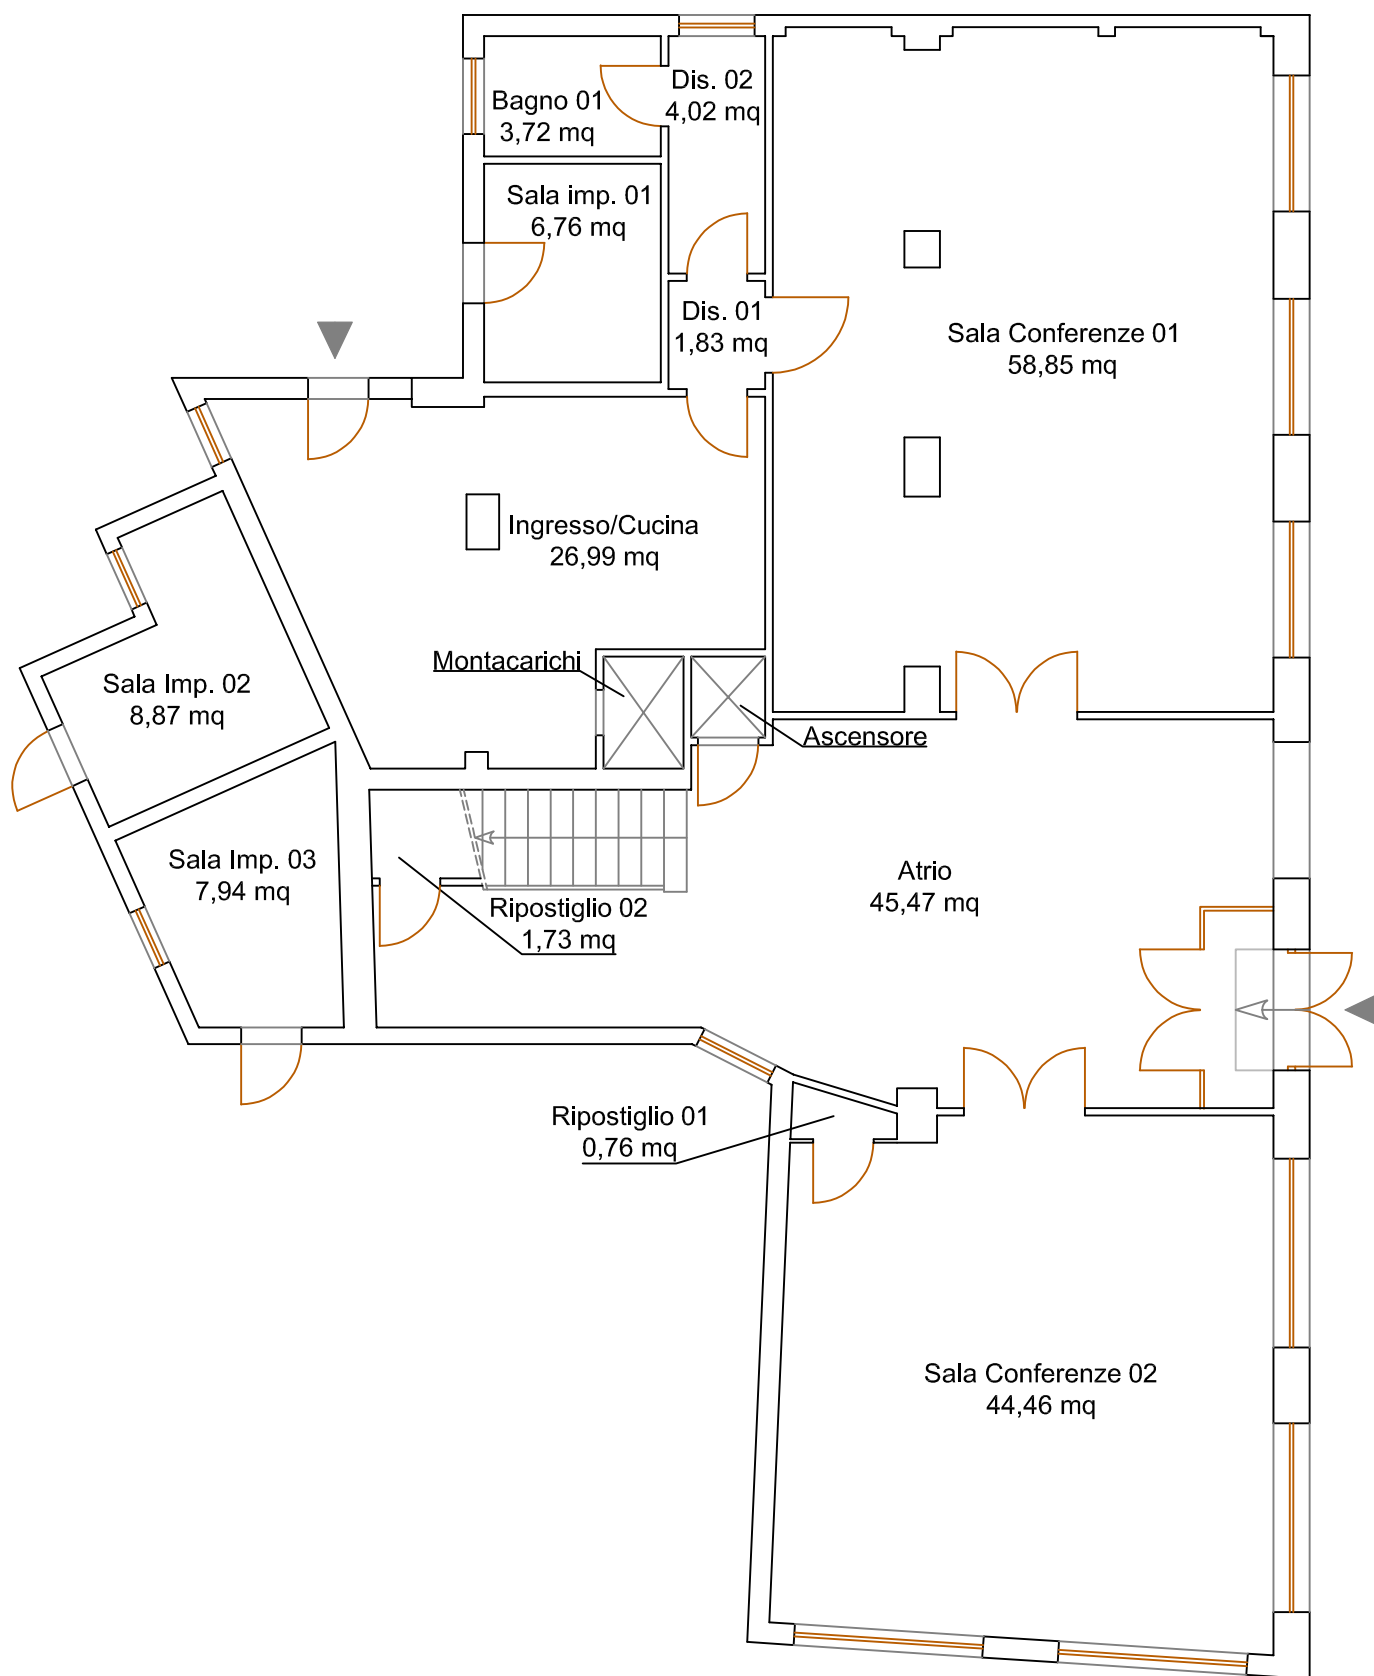 Bagno 01
3,72 mq
Dis. 02
4,02 mq
Sala imp. 01
6,76 mq
Dis. 01
1,83 mq
Sala Conferenze 01
58,85 mq
Ingresso/Cucina
26,99 mq
Montacarichi
Sala Imp. 02
8,87 mq
Ascensore
Sala Imp. 03
7,94 mq
Atrio
45,47 mq
Ripostiglio 02
1,73 mq
Ripostiglio 01
0,76 mq
Sala Conferenze 02
44,46 mq